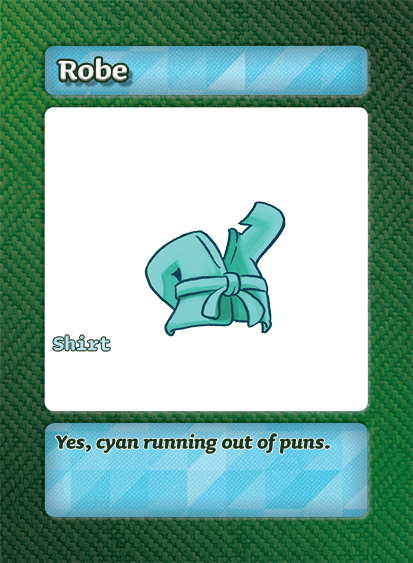 Robe
Shirt
Yes, cyan running out of puns.